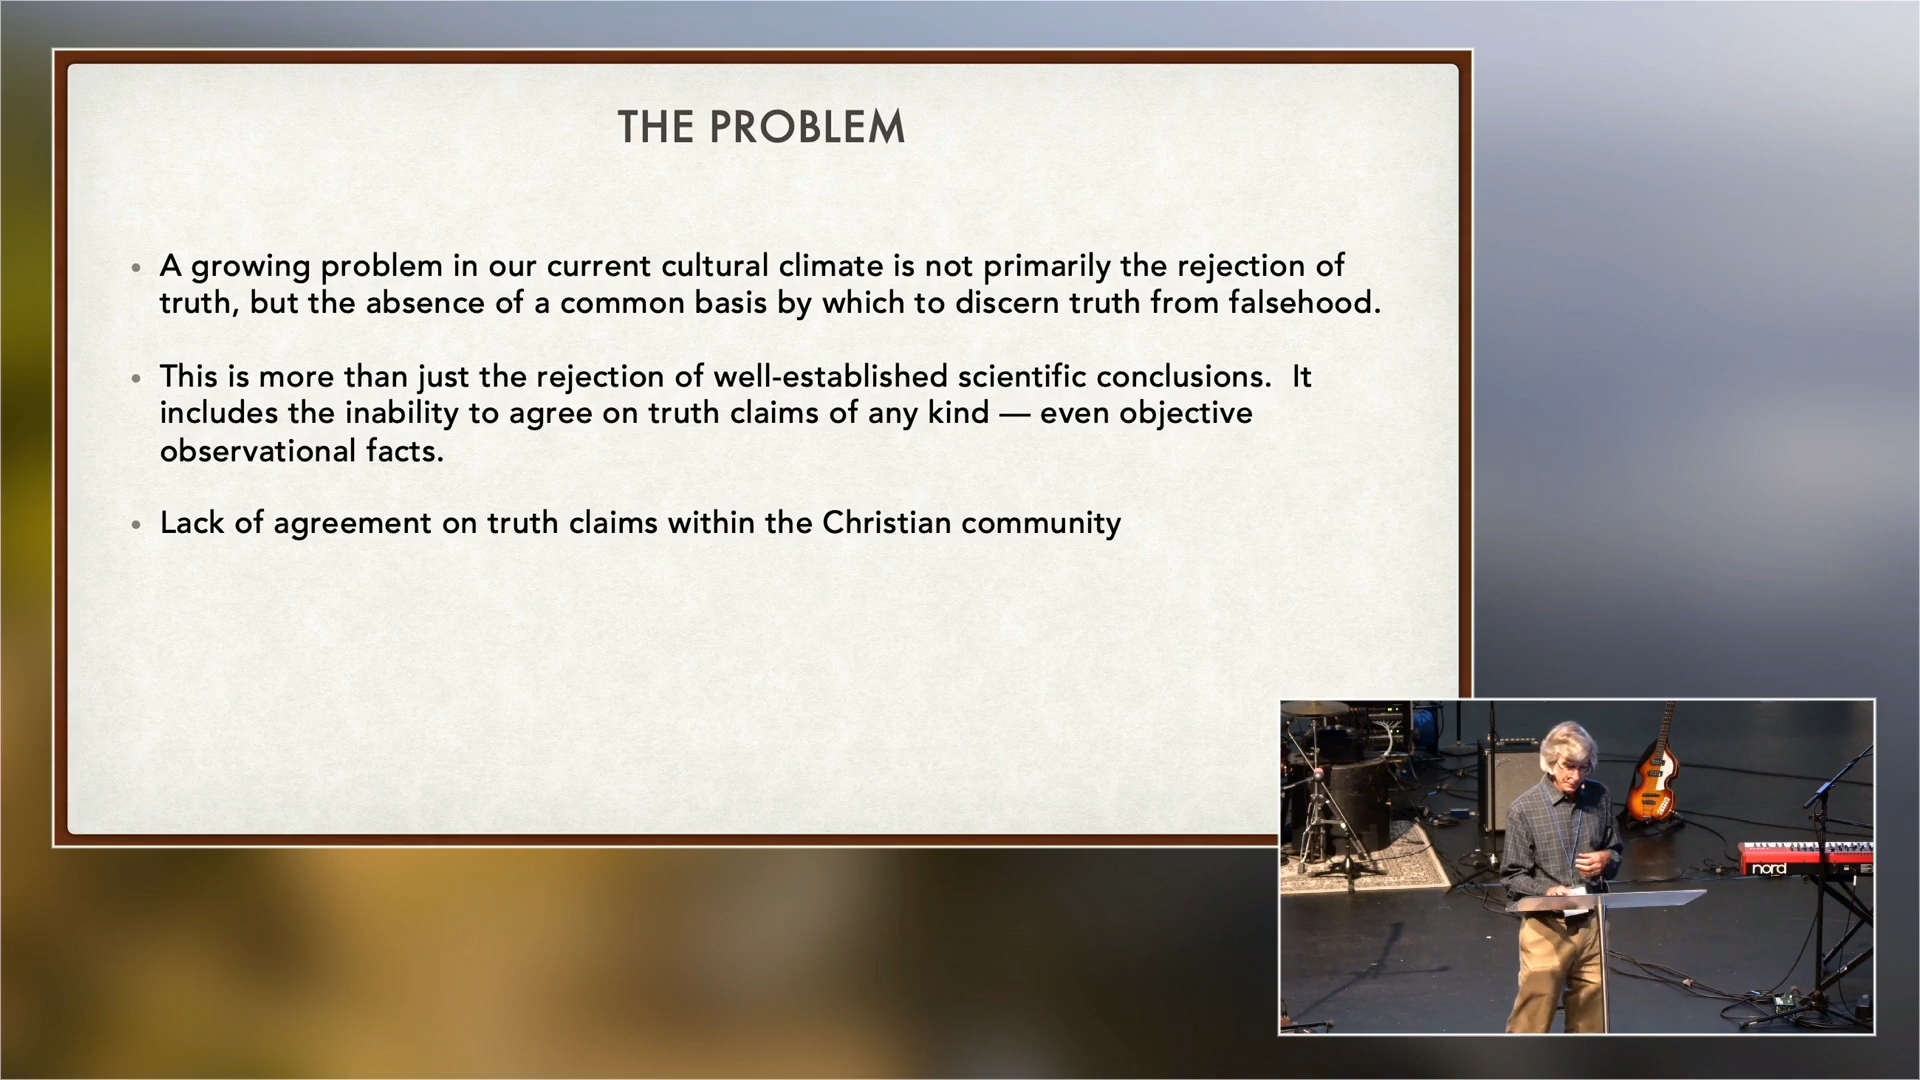 THE PROBLEM
• A growing problem in our current cultural climate is not primarily the rejection of
truth, but the absence of a common basis by which to discern truth from falsehood.
• This is more than just the rejection of well-established scientific conclusions.  It
includes the inability to agree on truth claims of any kind — even objective
observational facts.
• Lack of agreement on truth claims within the Christian community
nord